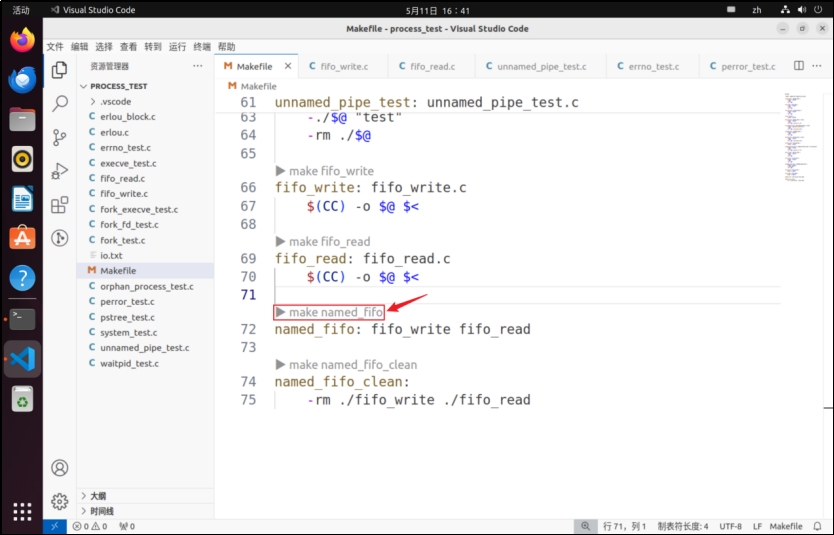 活动
Visual Studio Code
5月11日 16：41
zh
Makefile - process_test - Visual Studio Code
文件 编辑 选择 查看 转到 运行 终端 帮助
资源管理器
PROCESS_TEST
.vscode
erlou_block.c
erlou.c
errno_test.c
execve_test.c
fifo_read.c
fifo_write.c
fork_execve_test.c
fork_fd_test.c
fork_test.c
io.txt
Makefile
orphan_process_test.c
perror_test.c
pstree_test.c
system_test.c
unnamed_pipe_test.c
waitpid_test.c
大纲
时间线
Makefile
fifo_write.c
fifo_read.c
unnamed_pipe_test.c
errno_test.c
perror_test.c
Makefile
61 unnamed_pipe_test: unnamed_pipe_test.c
63 -./$@ "test"
64 -rm ./$@
65
make fifo_write
66 fifo_write: fifo_write.c
67 $(CC) -o $@ $<
68
make fifo_read
69 fifo_read: fifo_read.c
70 $(CC) -o $@ $<
71
make named_fifo
72 named_fifo: fifo_write fifo_read
73
make named_fifo_clean
74 named_fifo_clean:
75 -rm ./fifo_write ./fifo_read
0 0 0
行 71，列 1 制表符长度: 4 UTF-8 LF Makefile